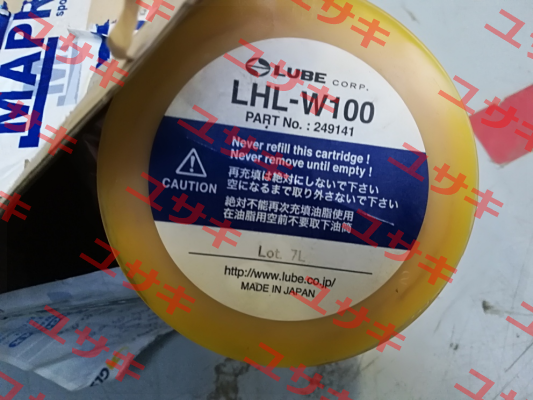 MAPR
spo
LUBE CORP.
LHL-W100
PART No. : 249141
Never refill this cartridge !
Never remove until empty !
CAUTION
再充填は絶対にしないで下さい
空になるまで取り外さないで下さい
絶対不能再次充填油脂使用
在油脂用空前不要取下油筒
Lot. 7L
http://www.lube.co.jp/
MADE IN JAPAN
ユサキ